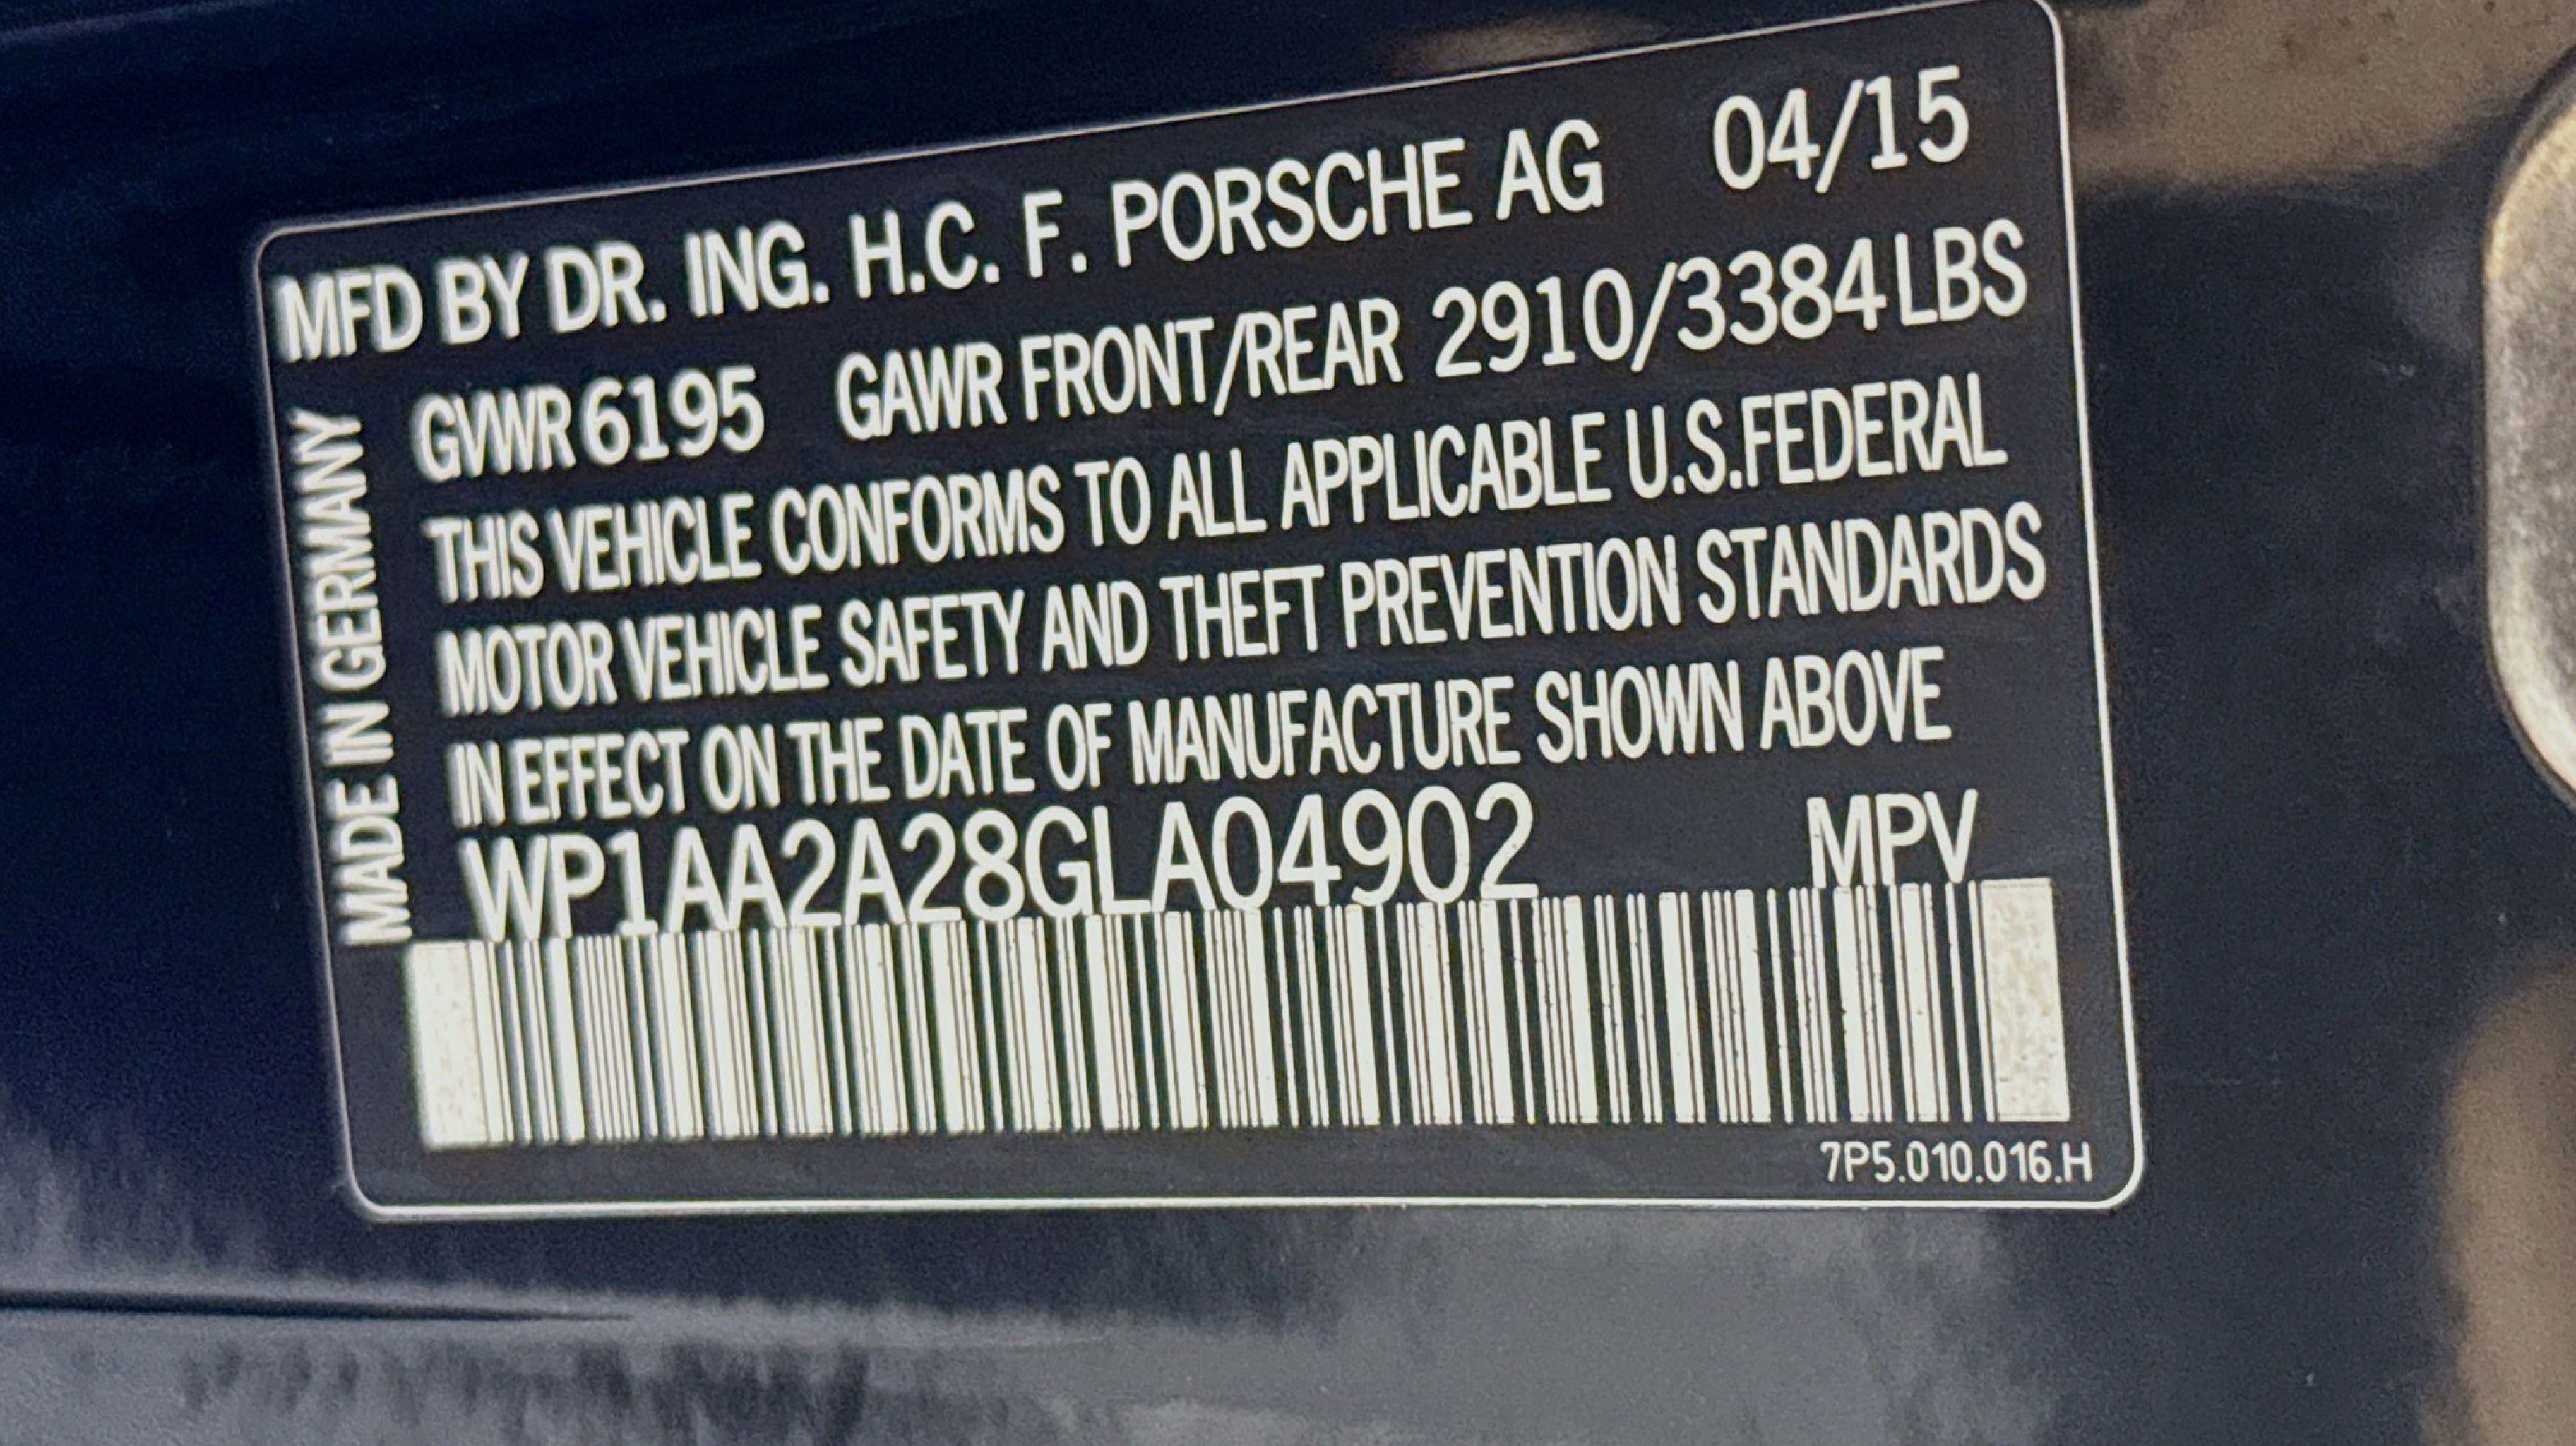 MFD BY DR. ING. H.C. F. PORSCHE AG 04/15
GVWR 6195 GAWR FRONT/REAR 2910/3384 LBS
THIS VEHICLE CONFORMS TO ALL APPLICABLE U.S.FEDERAL
MOTOR VEHICLE SAFETY AND THEFT PREVENTION STANDARDS
IN EFFECT ON THE DATE OF MANUFACTURE SHOWN ABOVE
WP1AA2A28GLA04902 MPV
MADE IN GERMANY
7P5.010.016.H